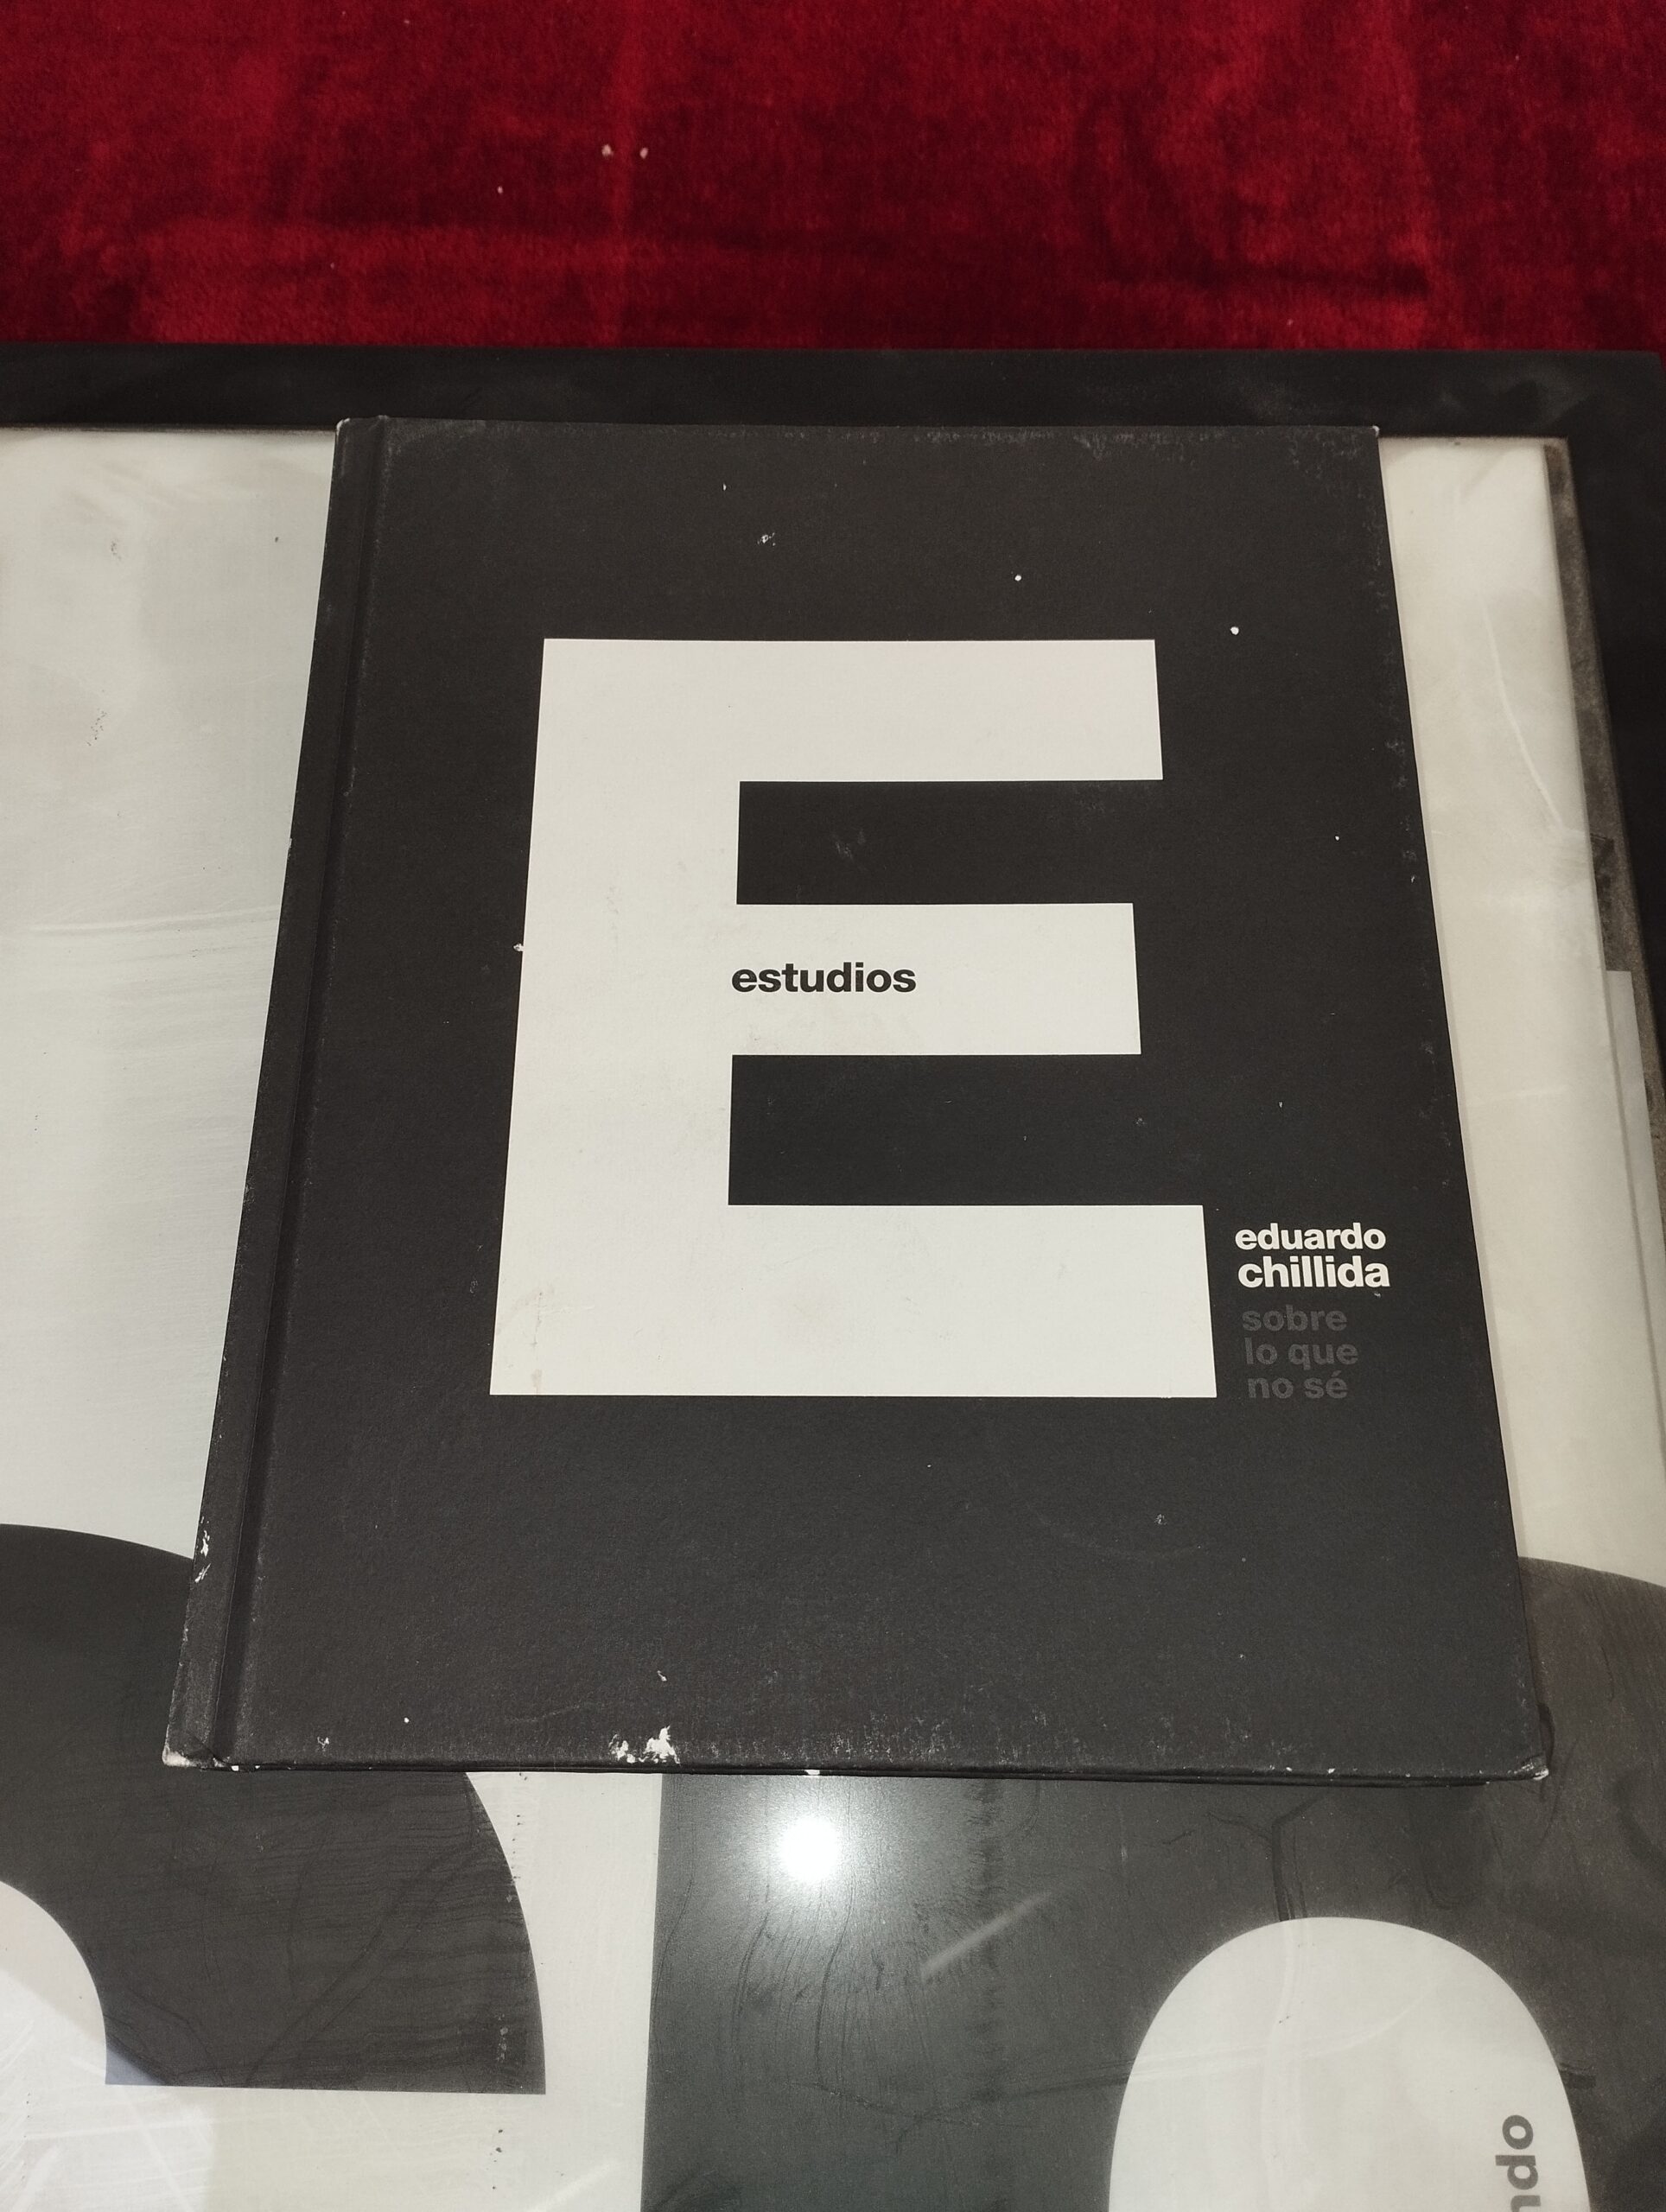 E
estudios
eduardo
chillida
sobre
lo que
no sé